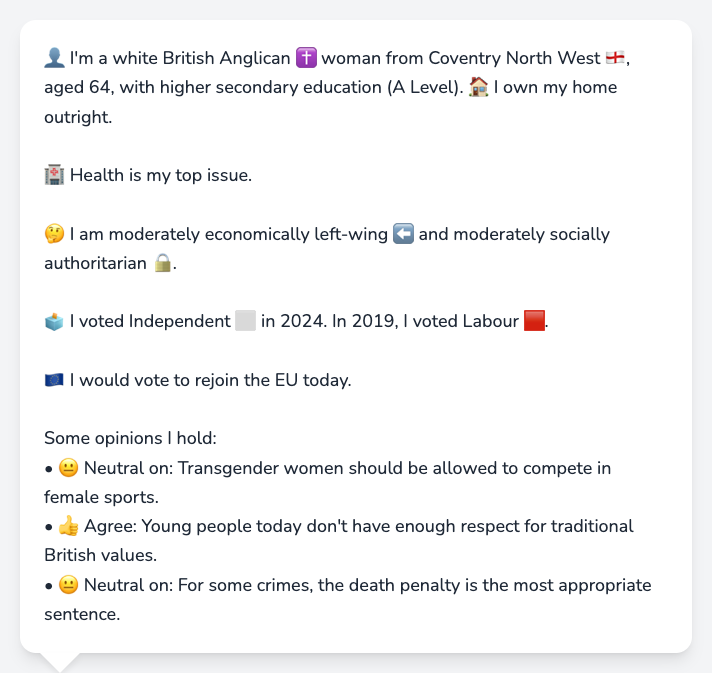 👤 I'm a white British Anglican ✝️ woman from Coventry North West 🏴󠁧󠁢󠁥󠁮󠁧󠁿,
aged 64, with higher secondary education (A Level). 🏠 I own my home
outright.
🏥 Health is my top issue.
🤔 I am moderately economically left-wing ⬅️ and moderately socially
authoritarian 🔒.
🗳️ I voted Independent ⬜ in 2024. In 2019, I voted Labour 🟥.
🇪🇺 I would vote to rejoin the EU today.
Some opinions I hold:
• 😐 Neutral on: Transgender women should be allowed to compete in
female sports.
• 👍 Agree: Young people today don't have enough respect for traditional
British values.
• 😐 Neutral on: For some crimes, the death penalty is the most appropriate
sentence.